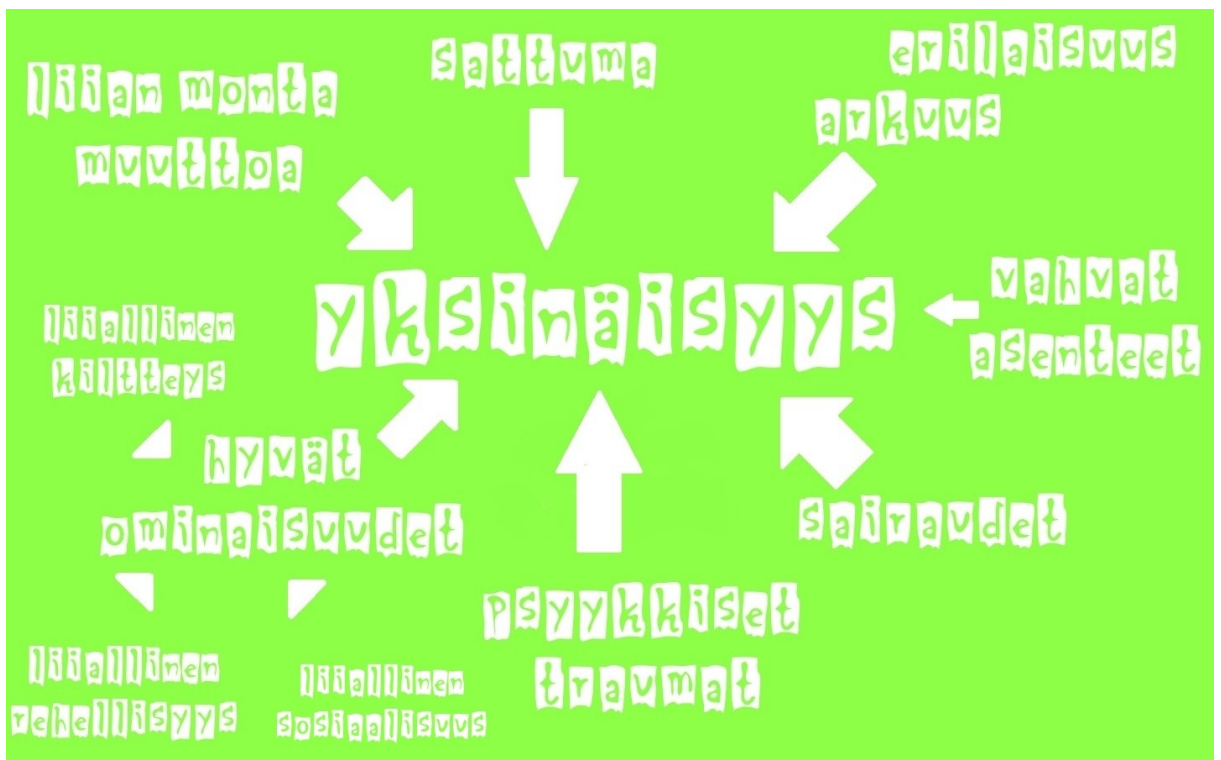 liian monta
muuttoa
sattuma
erilaisuus
arkuus
yksinäisyys
vahvat
asenteet
liiallinen
kiltteys
hyvät
ominaisuudet
sairaudet
psyykkiset
traumat
liiallinen
rehellisyys
liiallinen
sosiaalisuus